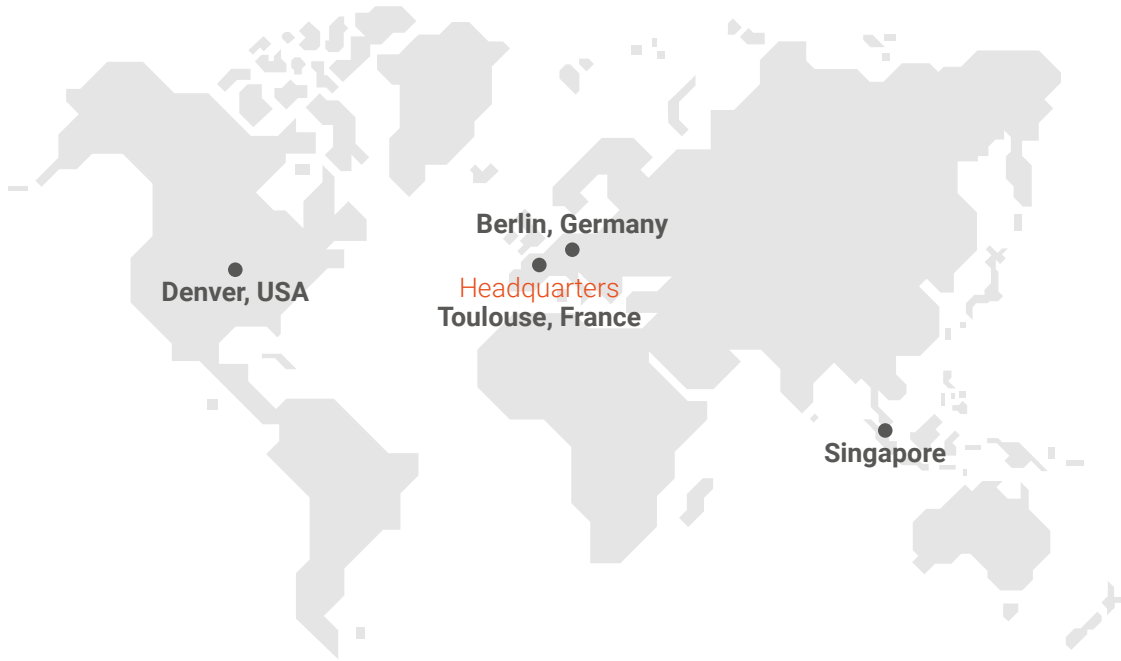 Berlin, Germany
Denver, USA
Headquarters
Toulouse, France
Singapore